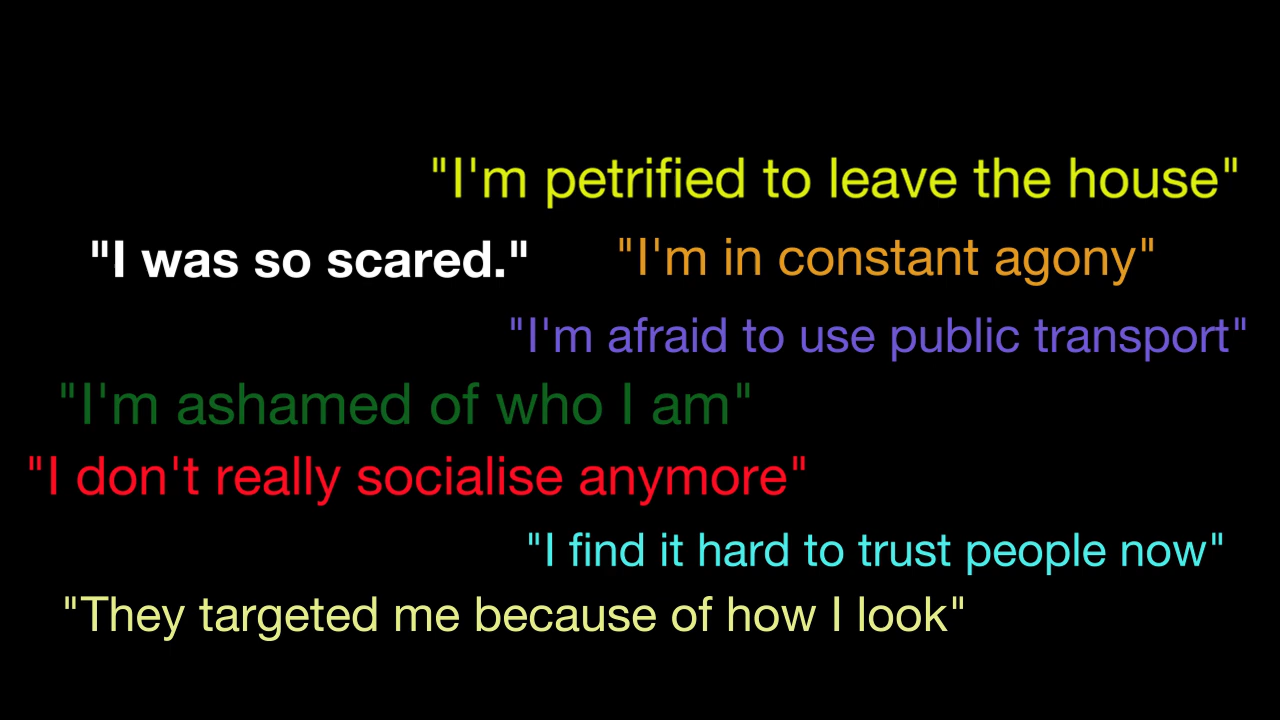 "I'm petrified to leave the house"
"I was so scared." "I'm in constant agony"
"I'm afraid to use public transport"
"I'm ashamed of who I am"
"I don't really socialise anymore"
"I find it hard to trust people now"
"They targeted me because of how I look"